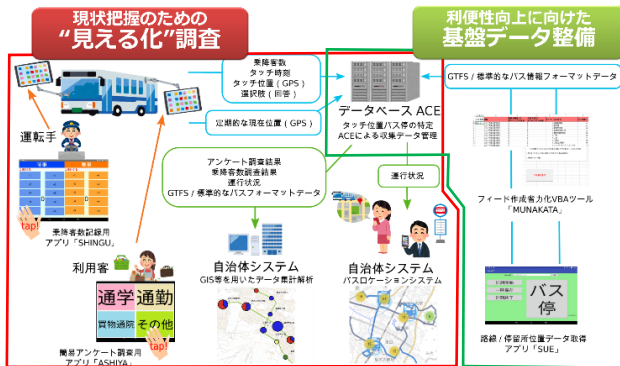 現状把握のための
“見える化”調査
利便性向上に向けた
基盤データ整備
乗降客数
タッチ時刻
タッチ位置(GPS)
選択肢(回答)
定期的な現在位置(GPS)
データベース ACE
タッチ位置バス停の特定
ACEによる収集データ管理
GTFS / 標準的なバス情報フォーマットデータ
運転手
tap!
乗降客数記録用
アプリ「SHINGU」
利用客
通学
通勤
買物通院
その他
tap!
簡易アンケート調査用
アプリ「ASHIYA」
アンケート調査結果
乗降客数調査結果
運行状況
GTFS / 標準的なバスフォーマットデータ
運行状況
自治体システム
GIS等を用いたデータ集計解析
自治体システム
バスロケーションシステム
フィード作成省力化VBAツール
「MUNAKATA」
バス
停
路線 / 停留所位置データ取得
アプリ「SUE」